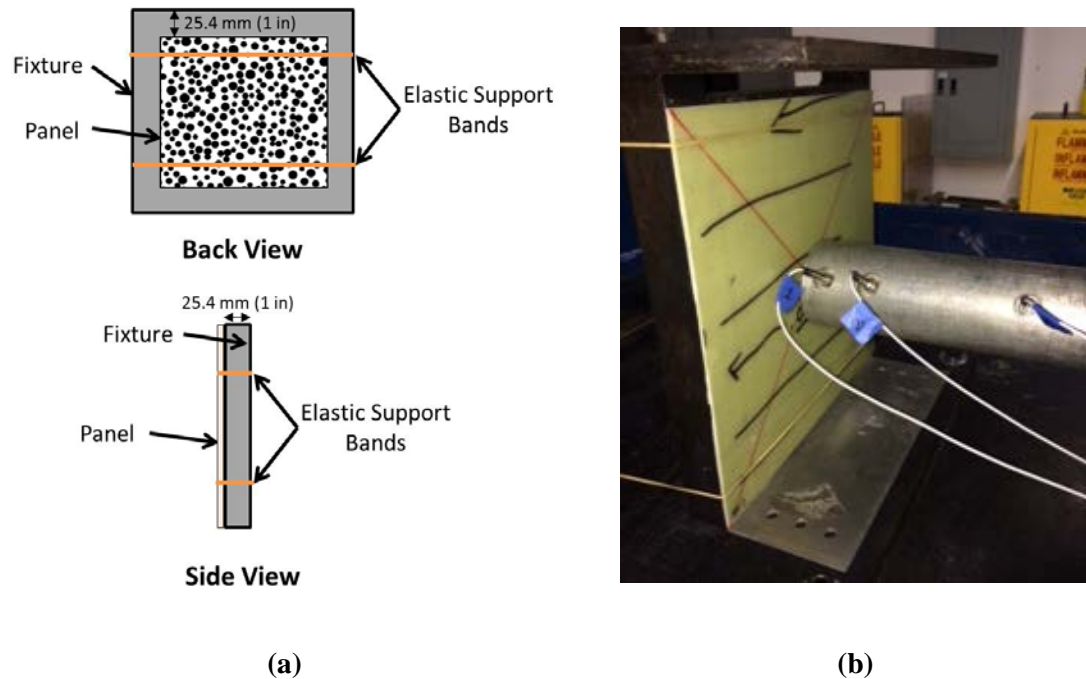 25.4 mm (1 in)
Fixture
Panel
Elastic Support
Bands
Back View
25.4 mm (1 in)
Fixture
Panel
Elastic Support
Bands
Side View
(a)
(b)